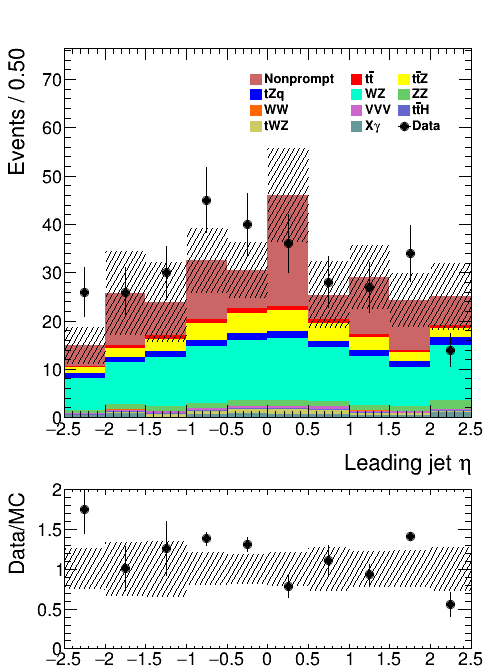 Events / 0.50
70
60
50
40
30
20
10
0
Nonprompt tt̄ tt̄Z
tZq WZ ZZ
WW VVV tt̄H
tWZ Xγ Data
−2.5 −2 −1.5 −1 −0.5 0 0.5 1 1.5 2 2.5
Leading jet η
Data/MC
2
1.5
1
0.5
0
−2.5 −2 −1.5 −1 −0.5 0 0.5 1 1.5 2 2.5